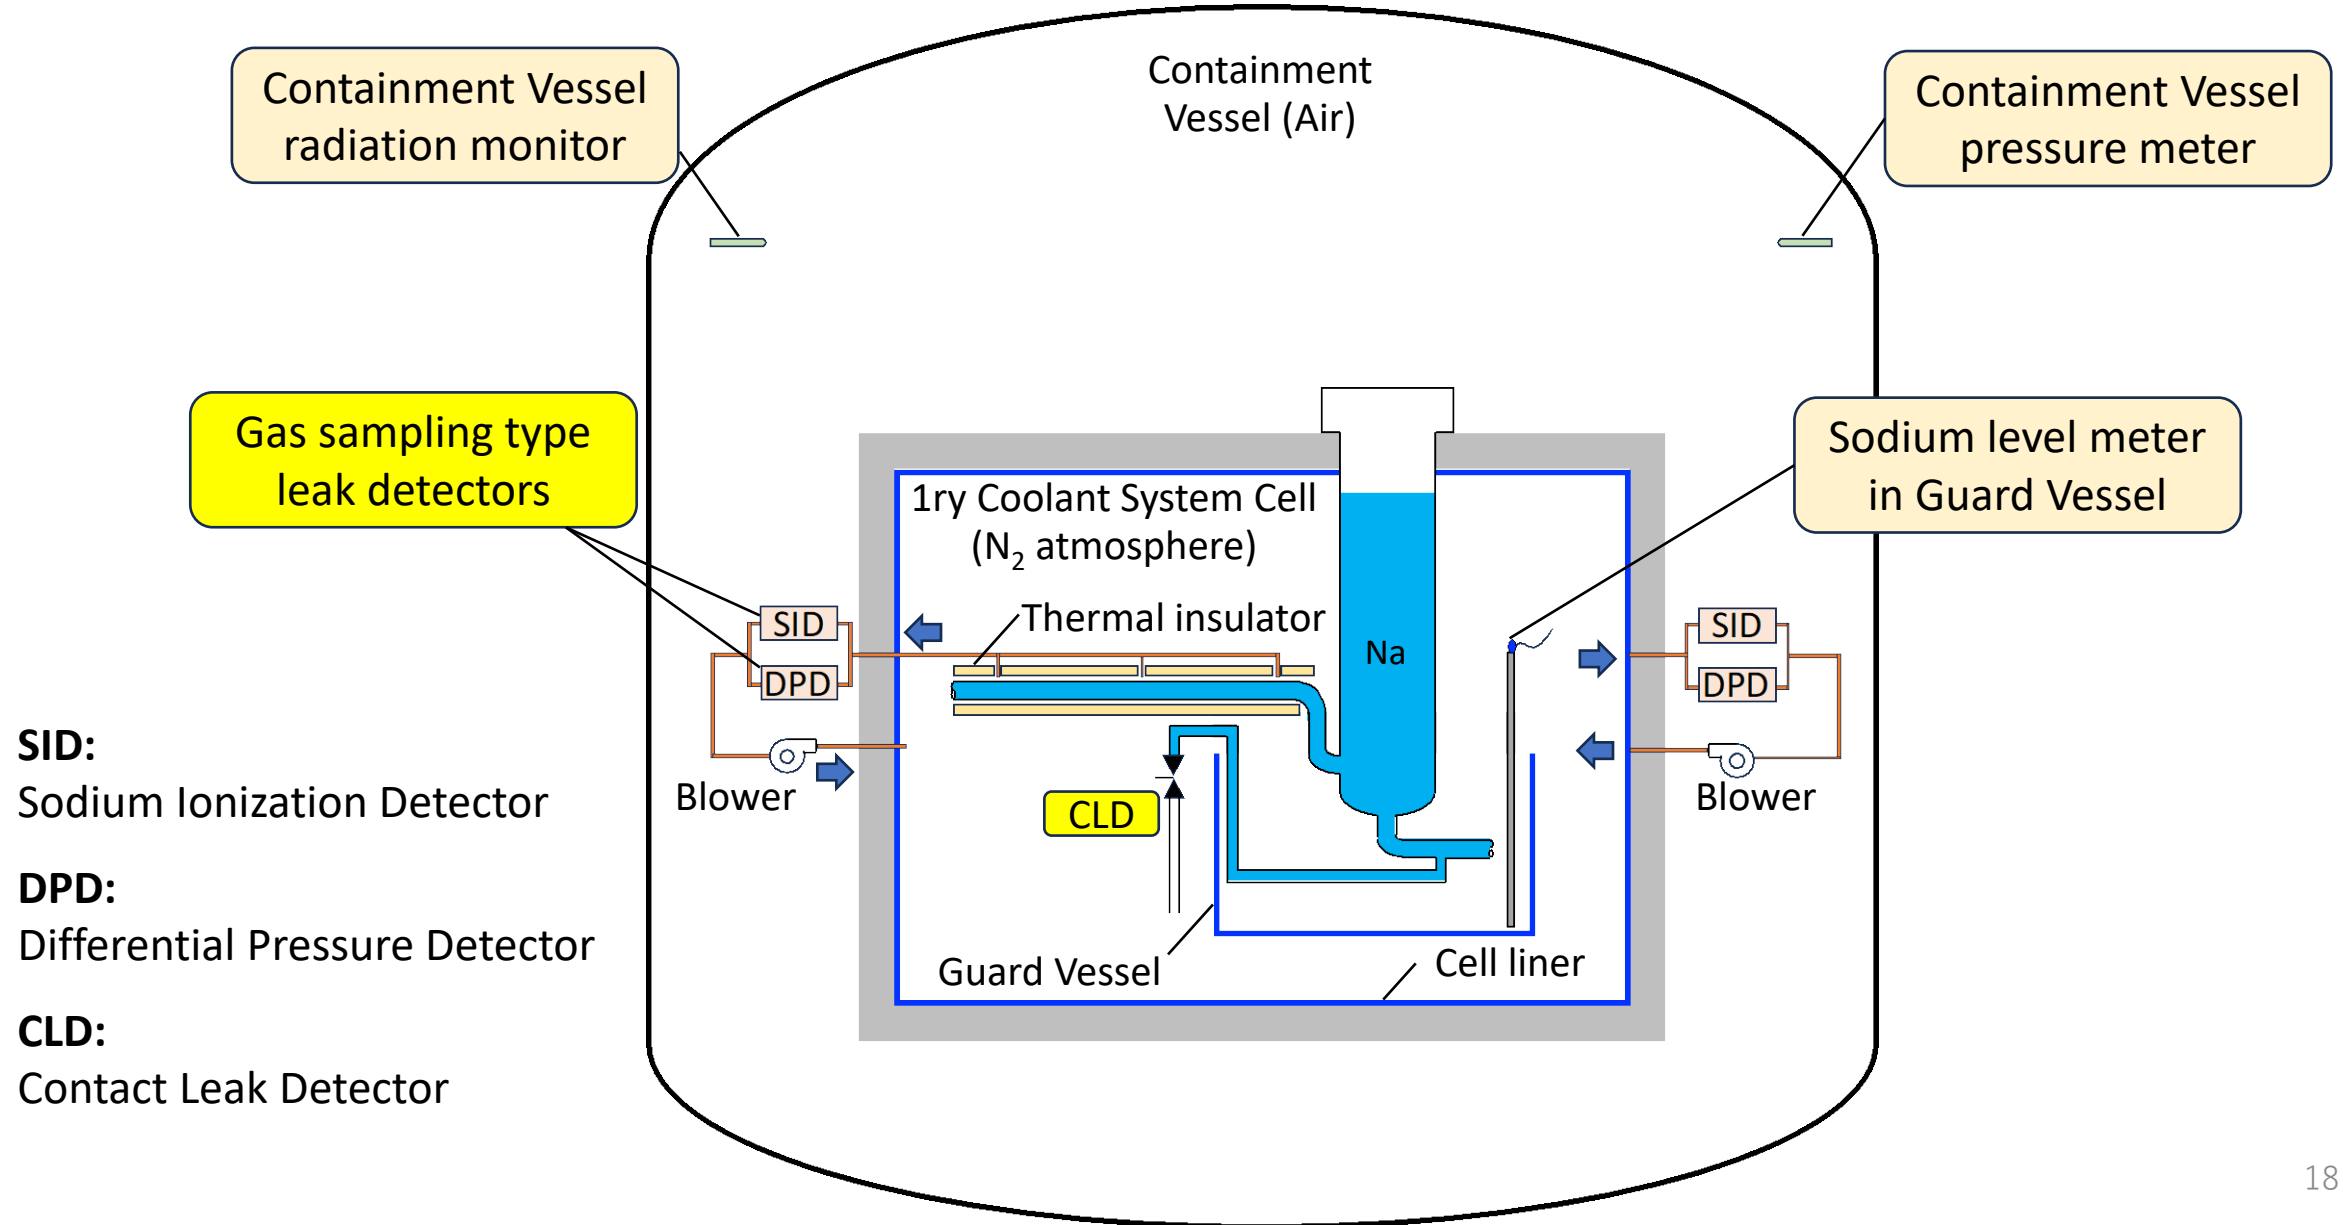 Containment
Vessel (Air)
Containment Vessel
radiation monitor
Containment Vessel
pressure meter
Gas sampling type
leak detectors
Sodium level meter
in Guard Vessel
1ry Coolant System Cell
(N₂ atmosphere)
Thermal insulator
Na
SID
DPD
Blower
SID
DPD
Blower
CLD
Guard Vessel
Cell liner
SID:
Sodium Ionization Detector
DPD:
Differential Pressure Detector
CLD:
Contact Leak Detector
18